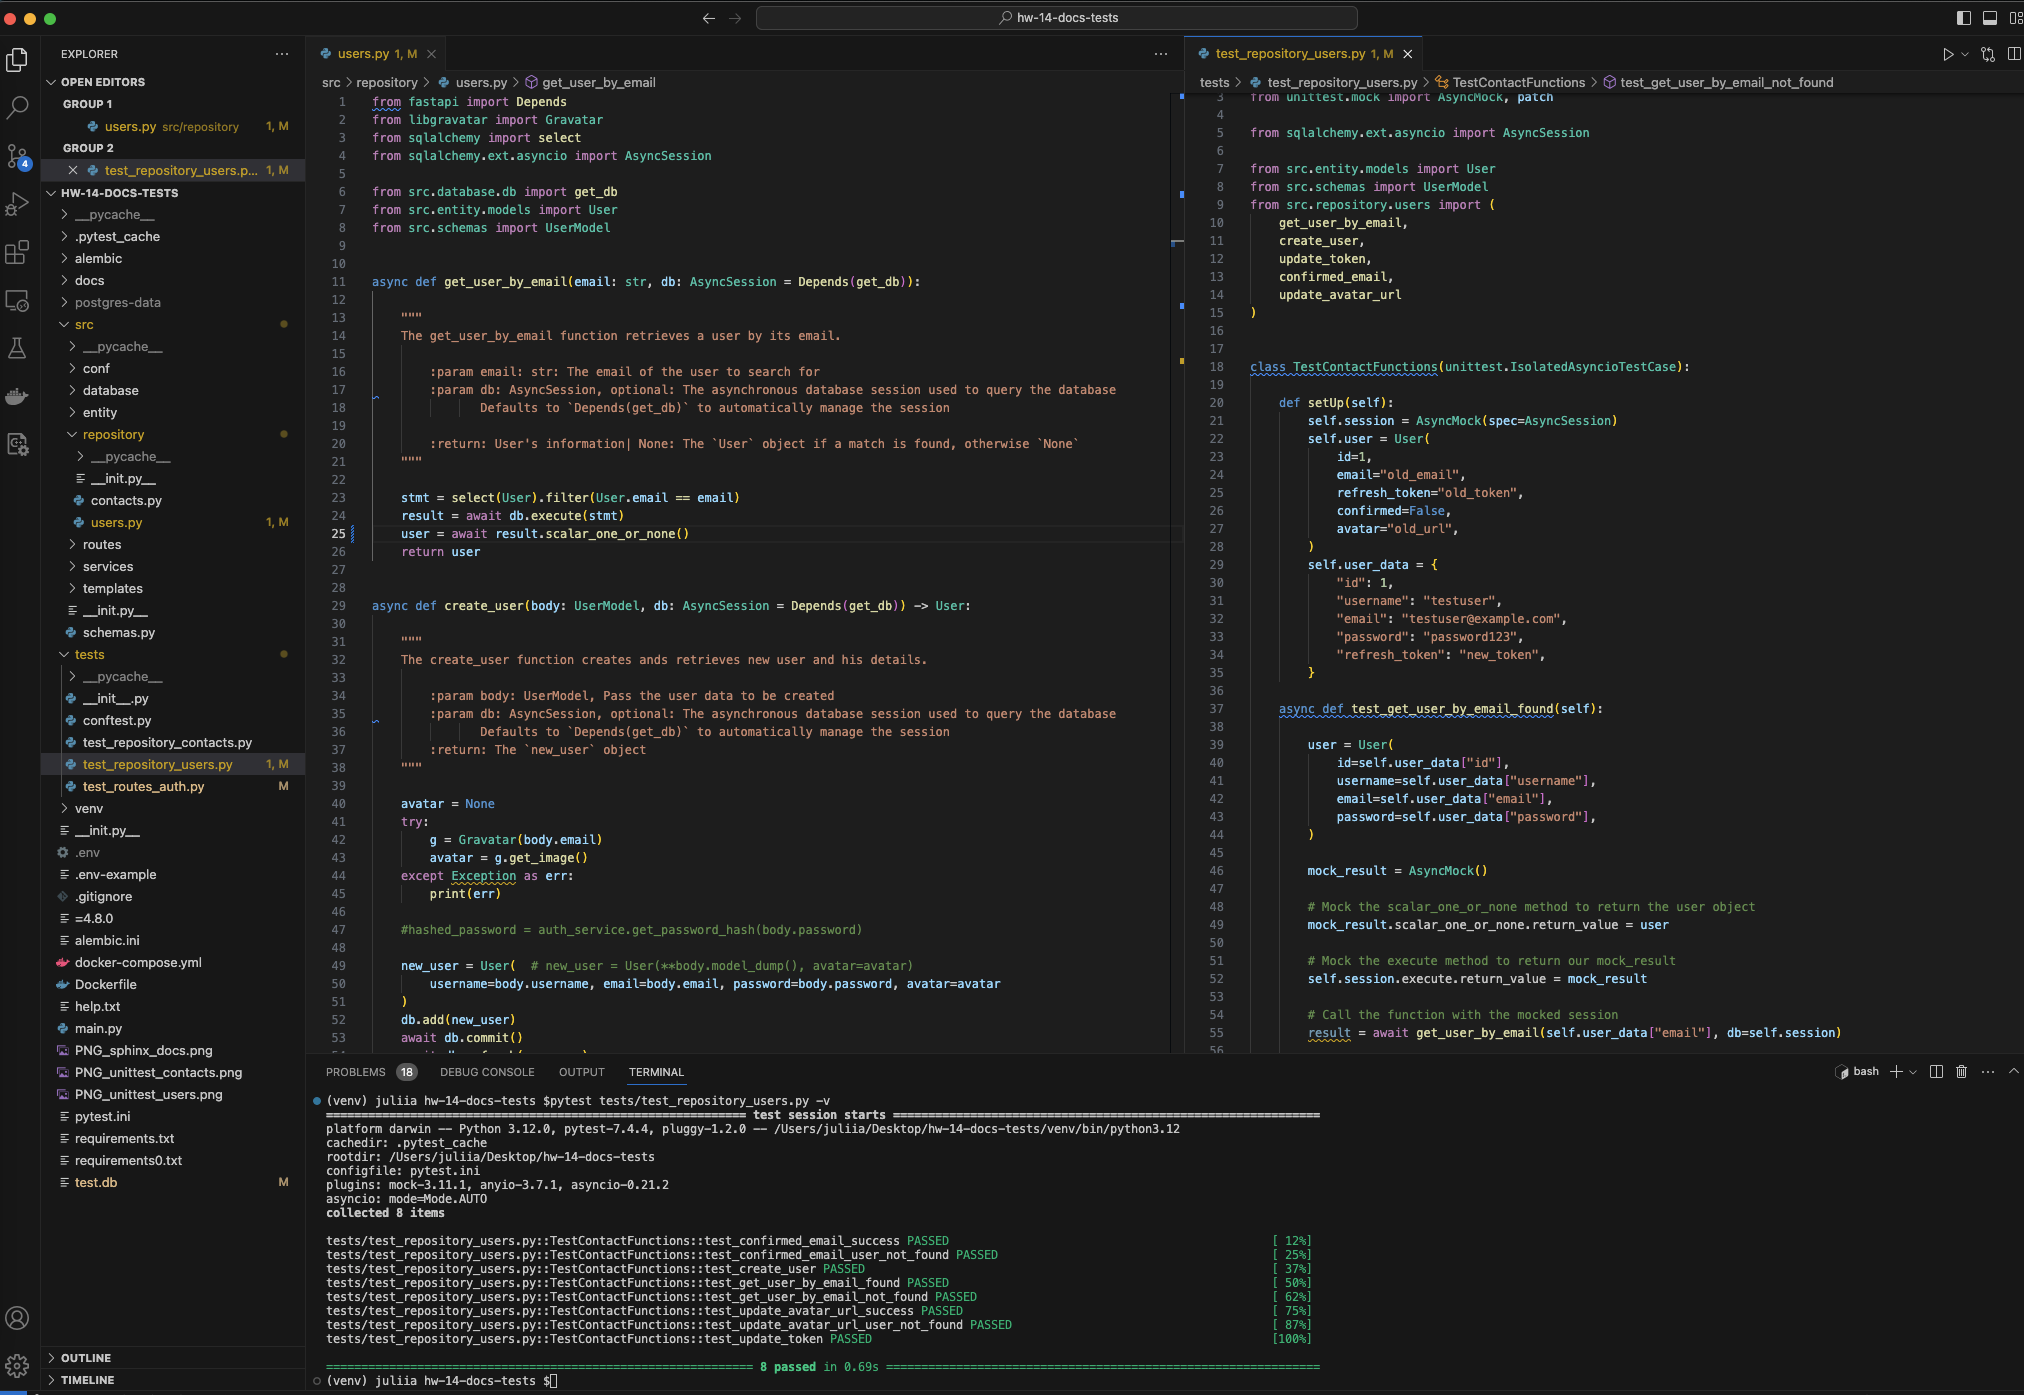 hw-14-docs-tests
EXPLORER
OPEN EDITORS
GROUP 1
users.py src/repository 1, M
GROUP 2
test_repository_users.p... 1, M
HW-14-DOCS-TESTS
__pycache__
.pytest_cache
alembic
docs
postgres-data
src
__pycache__
conf
database
entity
repository
__pycache__
__init.py__
contacts.py
users.py 1, M
routes
services
templates
__init.py__
schemas.py
tests
__pycache__
__init__.py
conftest.py
test_repository_contacts.py
test_repository_users.py 1, M
test_routes_auth.py M
venv
__init.py__
.env
.env-example
.gitignore
=4.8.0
alembic.ini
docker-compose.yml
Dockerfile
help.txt
main.py
PNG_sphinx_docs.png
PNG_unittest_contacts.png
PNG_unittest_users.png
pytest.ini
requirements.txt
requirements0.txt
test.db M
OUTLINE
TIMELINE
4
users.py 1, M
src > repository > users.py > get_user_by_email
1 from fastapi import Depends
2 from libgravatar import Gravatar
3 from sqlalchemy import select
4 from sqlalchemy.ext.asyncio import AsyncSession
5
6 from src.database.db import get_db
7 from src.entity.models import User
8 from src.schemas import UserModel
9
10
11 async def get_user_by_email(email: str, db: AsyncSession = Depends(get_db)):
12
13 """
14 The get_user_by_email function retrieves a user by its email.
15
16 :param email: str: The email of the user to search for
17 :param db: AsyncSession, optional: The asynchronous database session used to query the database
18 Defaults to `Depends(get_db)` to automatically manage the session
19
20 :return: User's information| None: The `User` object if a match is found, otherwise `None`
21 """
22
23 stmt = select(User).filter(User.email == email)
24 result = await db.execute(stmt)
25 user = await result.scalar_one_or_none()
26 return user
27
28
29 async def create_user(body: UserModel, db: AsyncSession = Depends(get_db)) -> User:
30
31 """
32 The create_user function creates ands retrieves new user and his details.
33
34 :param body: UserModel, Pass the user data to be created
35 :param db: AsyncSession, optional: The asynchronous database session used to query the database
36 Defaults to `Depends(get_db)` to automatically manage the session
37 :return: The `new_user` object
38 """
39
40 avatar = None
41 try:
42 g = Gravatar(body.email)
43 avatar = g.get_image()
44 except Exception as err:
45 print(err)
46
47 #hashed_password = auth_service.get_password_hash(body.password)
48
49 new_user = User( # new_user = User(**body.model_dump(), avatar=avatar)
50 username=body.username, email=body.email, password=body.password, avatar=avatar
51 )
52 db.add(new_user)
53 await db.commit()
test_repository_users.py 1, M
tests > test_repository_users.py > TestContactFunctions > test_get_user_by_email_not_found
3 from unittest.mock import AsyncMock, patch
4
5 from sqlalchemy.ext.asyncio import AsyncSession
6
7 from src.entity.models import User
8 from src.schemas import UserModel
9 from src.repository.users import (
10 get_user_by_email,
11 create_user,
12 update_token,
13 confirmed_email,
14 update_avatar_url
15 )
16
17
18 class TestContactFunctions(unittest.IsolatedAsyncioTestCase):
19
20 def setUp(self):
21 self.session = AsyncMock(spec=AsyncSession)
22 self.user = User(
23 id=1,
24 email="old_email",
25 refresh_token="old_token",
26 confirmed=False,
27 avatar="old_url",
28 )
29 self.user_data = {
30 "id": 1,
31 "username": "testuser",
32 "email": "testuser@example.com",
33 "password": "password123",
34 "refresh_token": "new_token",
35 }
36
37 async def test_get_user_by_email_found(self):
38
39 user = User(
40 id=self.user_data["id"],
41 username=self.user_data["username"],
42 email=self.user_data["email"],
43 password=self.user_data["password"],
44 )
45
46 mock_result = AsyncMock()
47
48 # Mock the scalar_one_or_none method to return the user object
49 mock_result.scalar_one_or_none.return_value = user
50
51 # Mock the execute method to return our mock_result
52 self.session.execute.return_value = mock_result
53
54 # Call the function with the mocked session
55 result = await get_user_by_email(self.user_data["email"], db=self.session)
56
PROBLEMS 18 DEBUG CONSOLE OUTPUT TERMINAL
bash
(venv) juliia hw-14-docs-tests $pytest tests/test_repository_users.py -v
test session starts
platform darwin -- Python 3.12.0, pytest-7.4.4, pluggy-1.2.0 -- /Users/juliia/Desktop/hw-14-docs-tests/venv/bin/python3.12
cachedir: .pytest_cache
rootdir: /Users/juliia/Desktop/hw-14-docs-tests
configfile: pytest.ini
plugins: mock-3.11.1, anyio-3.7.1, asyncio-0.21.2
asyncio: mode=Mode.AUTO
collected 8 items
tests/test_repository_users.py::TestContactFunctions::test_confirmed_email_success PASSED [ 12%]
tests/test_repository_users.py::TestContactFunctions::test_confirmed_email_user_not_found PASSED [ 25%]
tests/test_repository_users.py::TestContactFunctions::test_create_user PASSED [ 37%]
tests/test_repository_users.py::TestContactFunctions::test_get_user_by_email_found PASSED [ 50%]
tests/test_repository_users.py::TestContactFunctions::test_get_user_by_email_not_found PASSED [ 62%]
tests/test_repository_users.py::TestContactFunctions::test_update_avatar_url_success PASSED [ 75%]
tests/test_repository_users.py::TestContactFunctions::test_update_avatar_url_user_not_found PASSED [ 87%]
tests/test_repository_users.py::TestContactFunctions::test_update_token PASSED [100%]
8 passed in 0.69s
(venv) juliia hw-14-docs-tests $